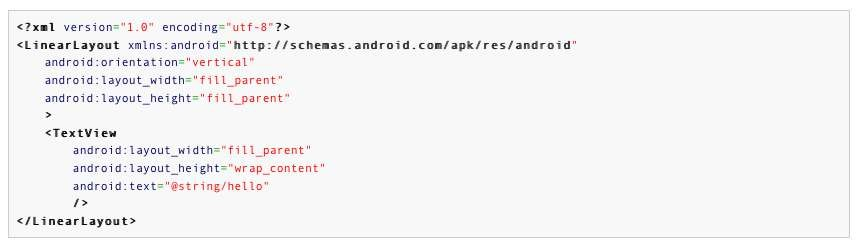 <?xml version="1.0" encoding="utf-8"?>
<LinearLayout xmlns:android="http://schemas.android.com/apk/res/android"
    android:orientation="vertical"
    android:layout_width="fill_parent"
    android:layout_height="fill_parent"
    >
    <TextView
        android:layout_width="fill_parent"
        android:layout_height="wrap_content"
        android:text="@string/hello"
        />
</LinearLayout>